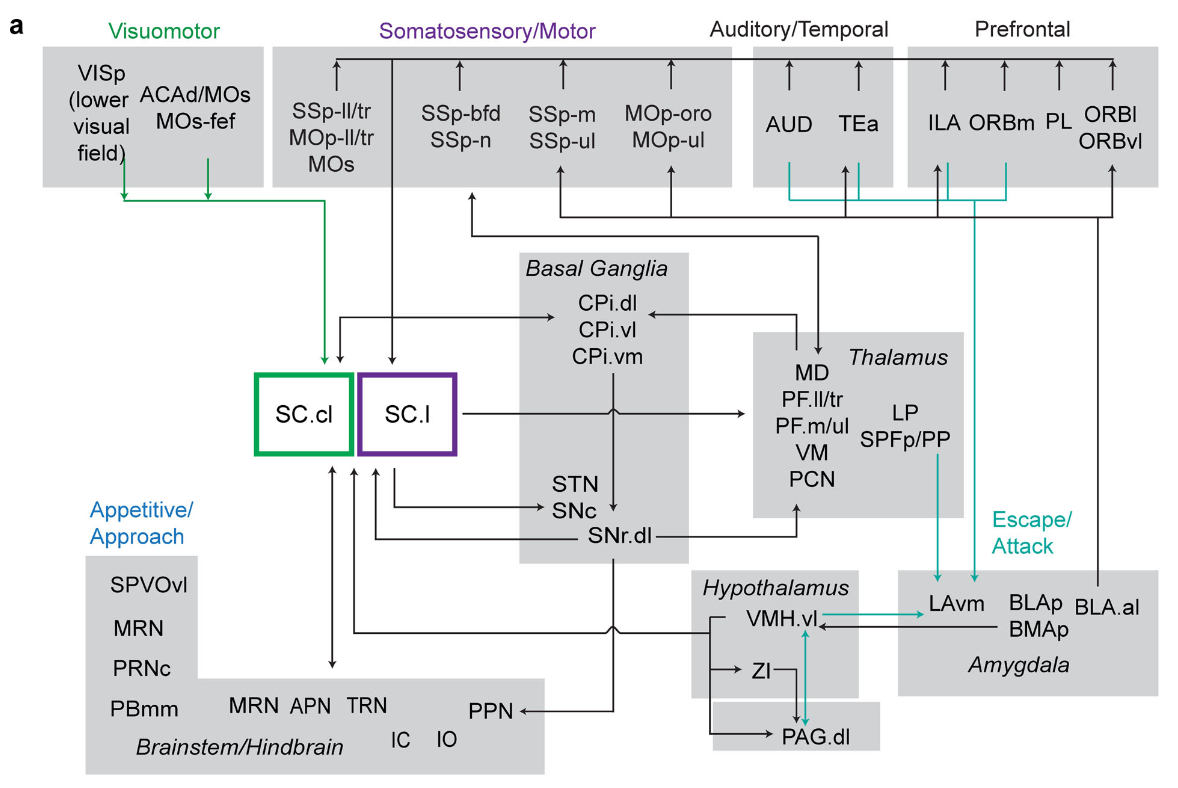 a
Visuomotor
Somatosensory/Motor
Auditory/Temporal
Prefrontal
VISp
(lower
visual
field)
ACAd/MOs
MOs-fef
SSp-ll/tr
MOp-ll/tr
MOs
SSp-bfd
SSp-n
SSp-m
SSp-ul
MOp-oro
MOp-ul
AUD
TEa
ILA
ORBm
PL
ORBl
ORBvl
Basal Ganglia
CPi.dl
CPi.vl
CPi.vm
STN
SNc
SNr.dl
SC.cl
SC.l
Thalamus
MD
PF.ll/tr
PF.m/ul
VM
PCN
LP
SPFp/PP
Appetitive/
Approach
Escape/
Attack
SPVOvl
MRN
PRNc
PBmm
MRN
APN
TRN
IC
IO
PPN
Brainstem/Hindbrain
Hypothalamus
VMH.vl
ZI
PAG.dl
LAvm
BLAp
BMAp
BLA.al
Amygdala